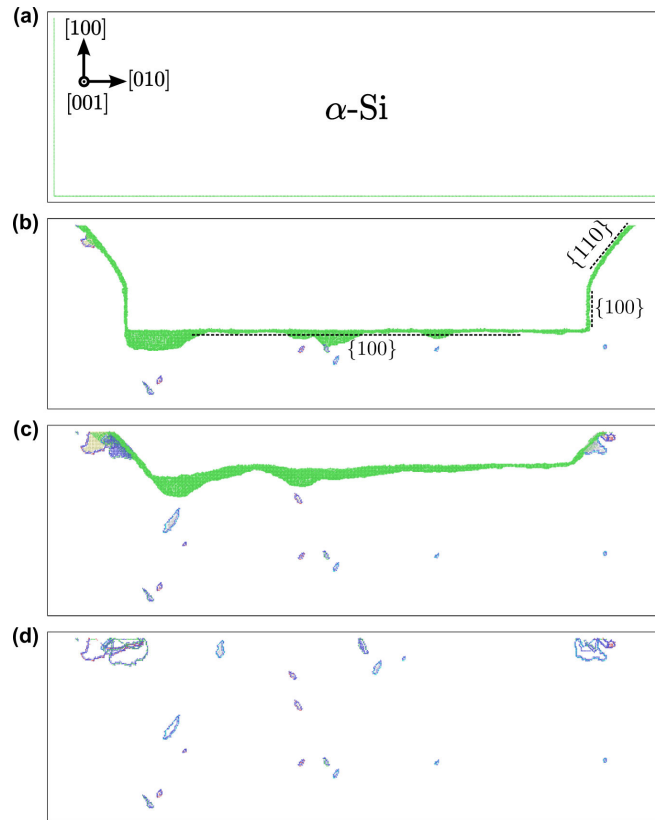 (a)
[100]
[010]
[001]
α-Si
(b)
{110}
{100}
{100}
(c)
(d)